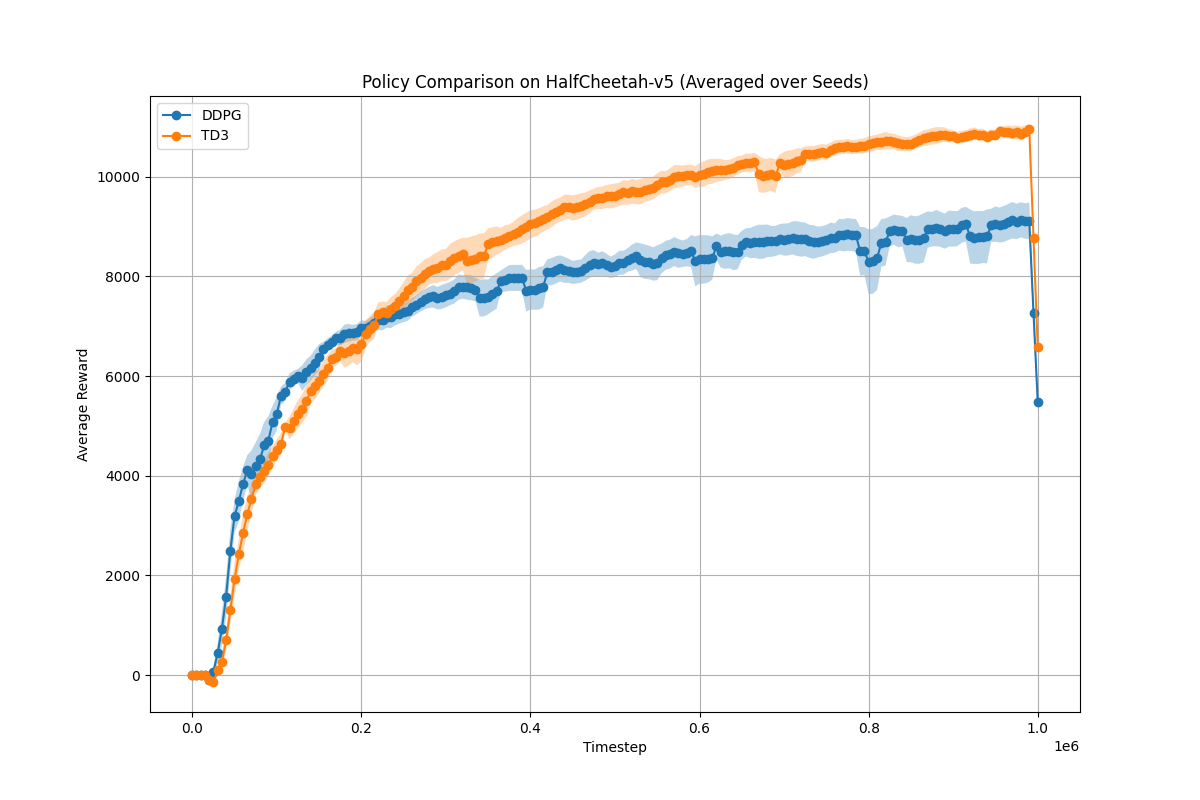 Policy Comparison on HalfCheetah-v5 (Averaged over Seeds)
DDPG
TD3
Average Reward
10000
8000
6000
4000
2000
0
0.0 0.2 0.4 0.6 0.8 1.0
1e6
Timestep